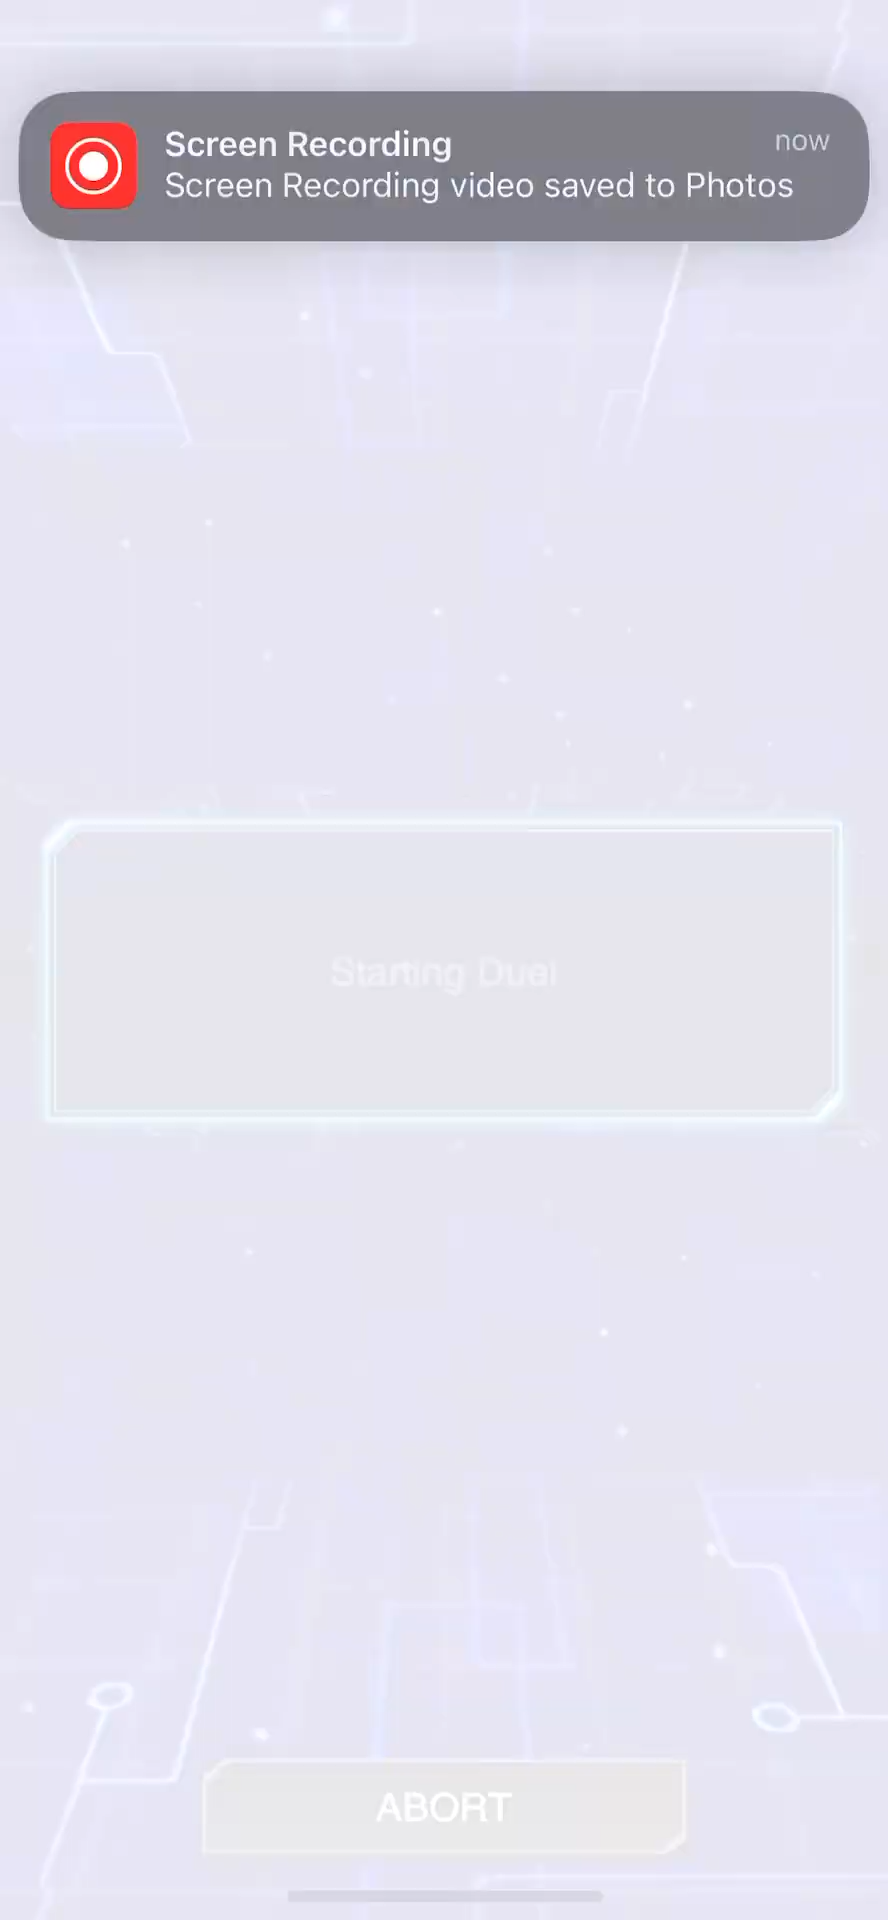 Screen Recording
now
Screen Recording video saved to Photos
Starting Duel
ABORT